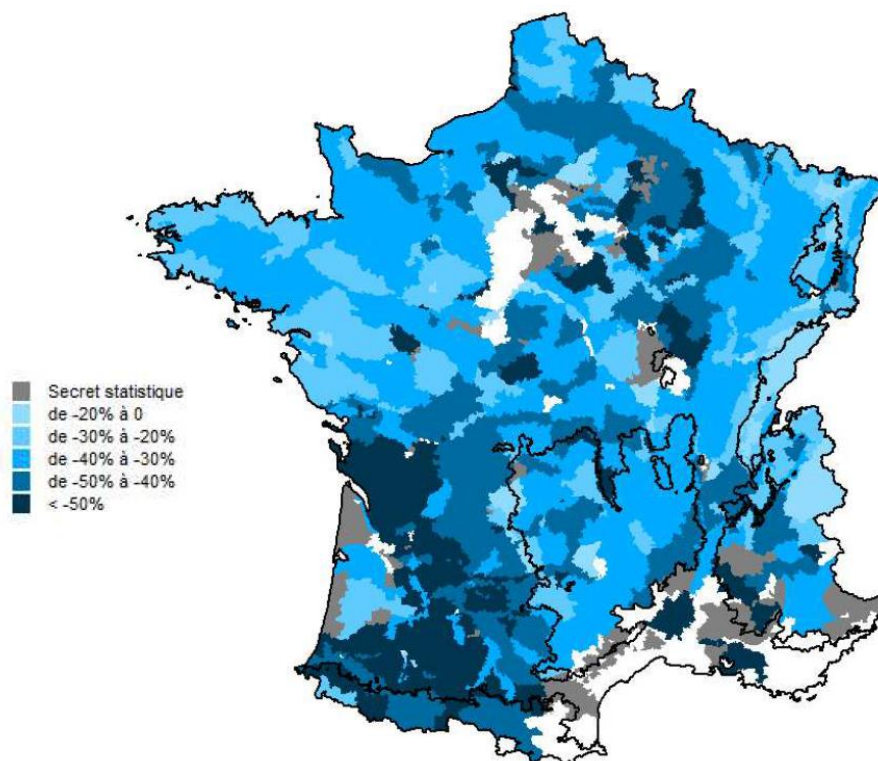 Secret statistique
de -20% à 0
de -30% à -20%
de -40% à -30%
de -50% à -40%
< -50%